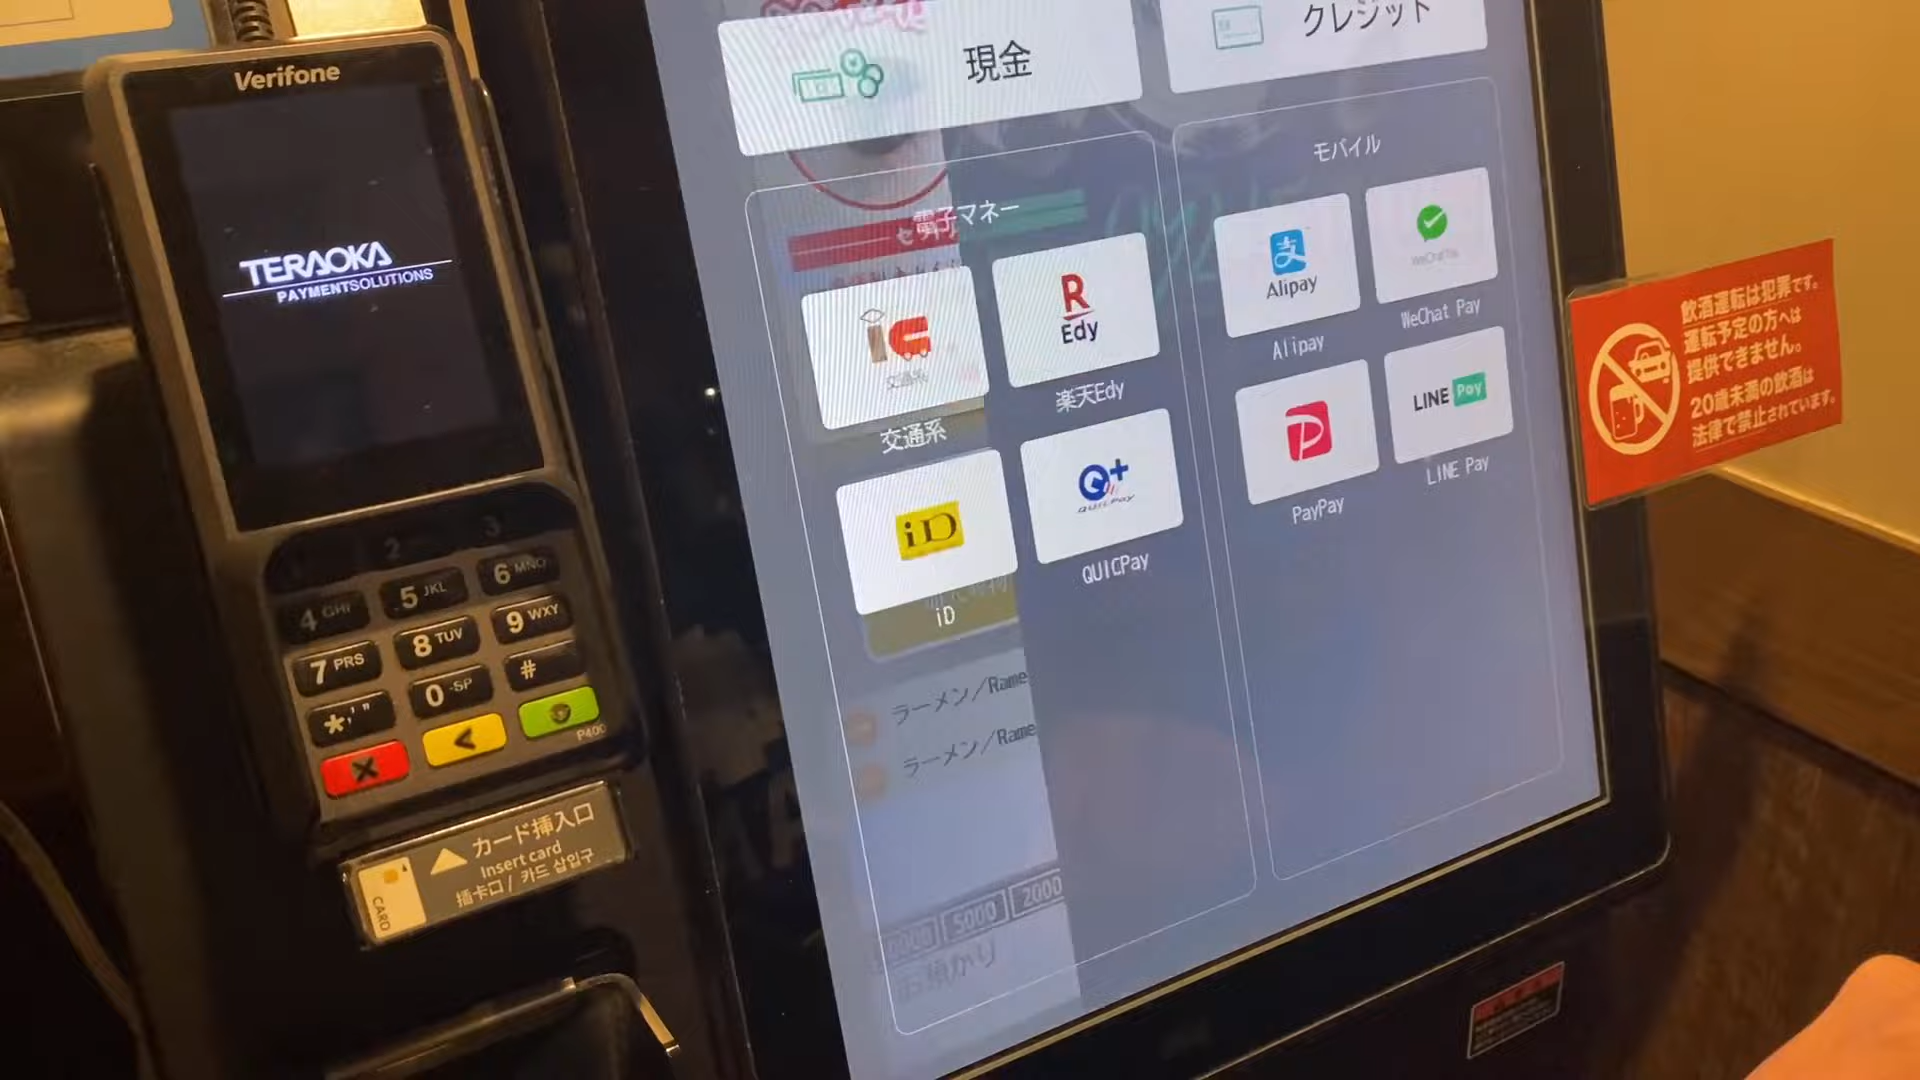 Verifone
TERAOKA
PAYMENTSOLUTIONS
2
3
4 GHI
5 JKL
6 MNO
7 PRS
8 TUV
9 WXY
*'"
0 -SP
#
P400
カード挿入口
Insert card
插卡口 / 카드 삽입구
CARD
現金
クレジット
電子マネー
交通系
交通系
R
Edy
楽天Edy
iD
iD
QUICPay
QUICPay
モバイル
支
Alipay
Alipay
WeChat Pay
WeChat Pay
PayPay
LINE Pay
LINE Pay
ラーメン/Rame
ラーメン/Rame
5000
2000
お預かり
飲酒運転は犯罪です。
運転予定の方へは
提供できません。
20歳未満の飲酒は
法律で禁止されています。